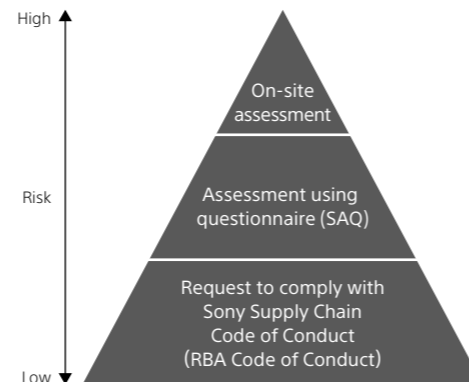 High
On-site
assessment
Risk
Assessment using
questionnaire (SAQ)
Request to comply with
Sony Supply Chain
Code of Conduct
(RBA Code of Conduct)
Low